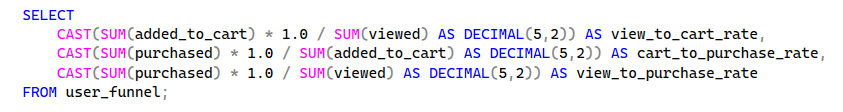 SELECT
    CAST(SUM(added_to_cart) * 1.0 / SUM(viewed) AS DECIMAL(5,2)) AS view_to_cart_rate,
    CAST(SUM(purchased) * 1.0 / SUM(added_to_cart) AS DECIMAL(5,2)) AS cart_to_purchase_rate,
    CAST(SUM(purchased) * 1.0 / SUM(viewed) AS DECIMAL(5,2)) AS view_to_purchase_rate
FROM user_funnel;